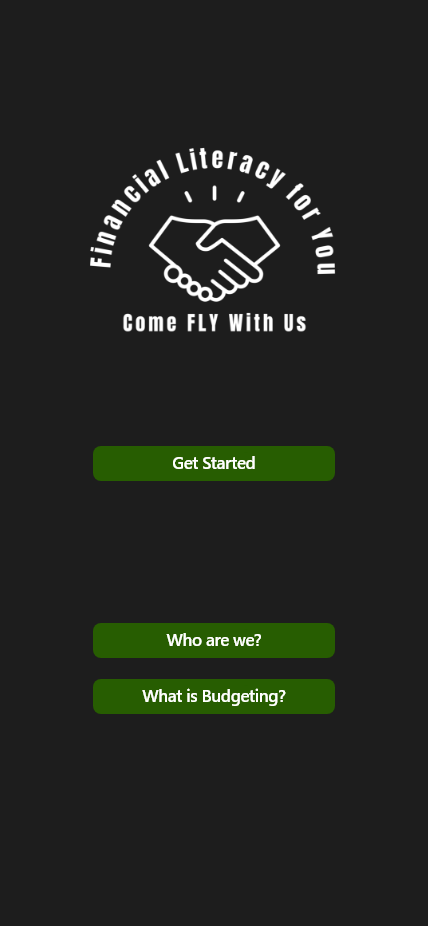 Financial Literacy for You
Come FLY With Us
Get Started
Who are we?
What is Budgeting?